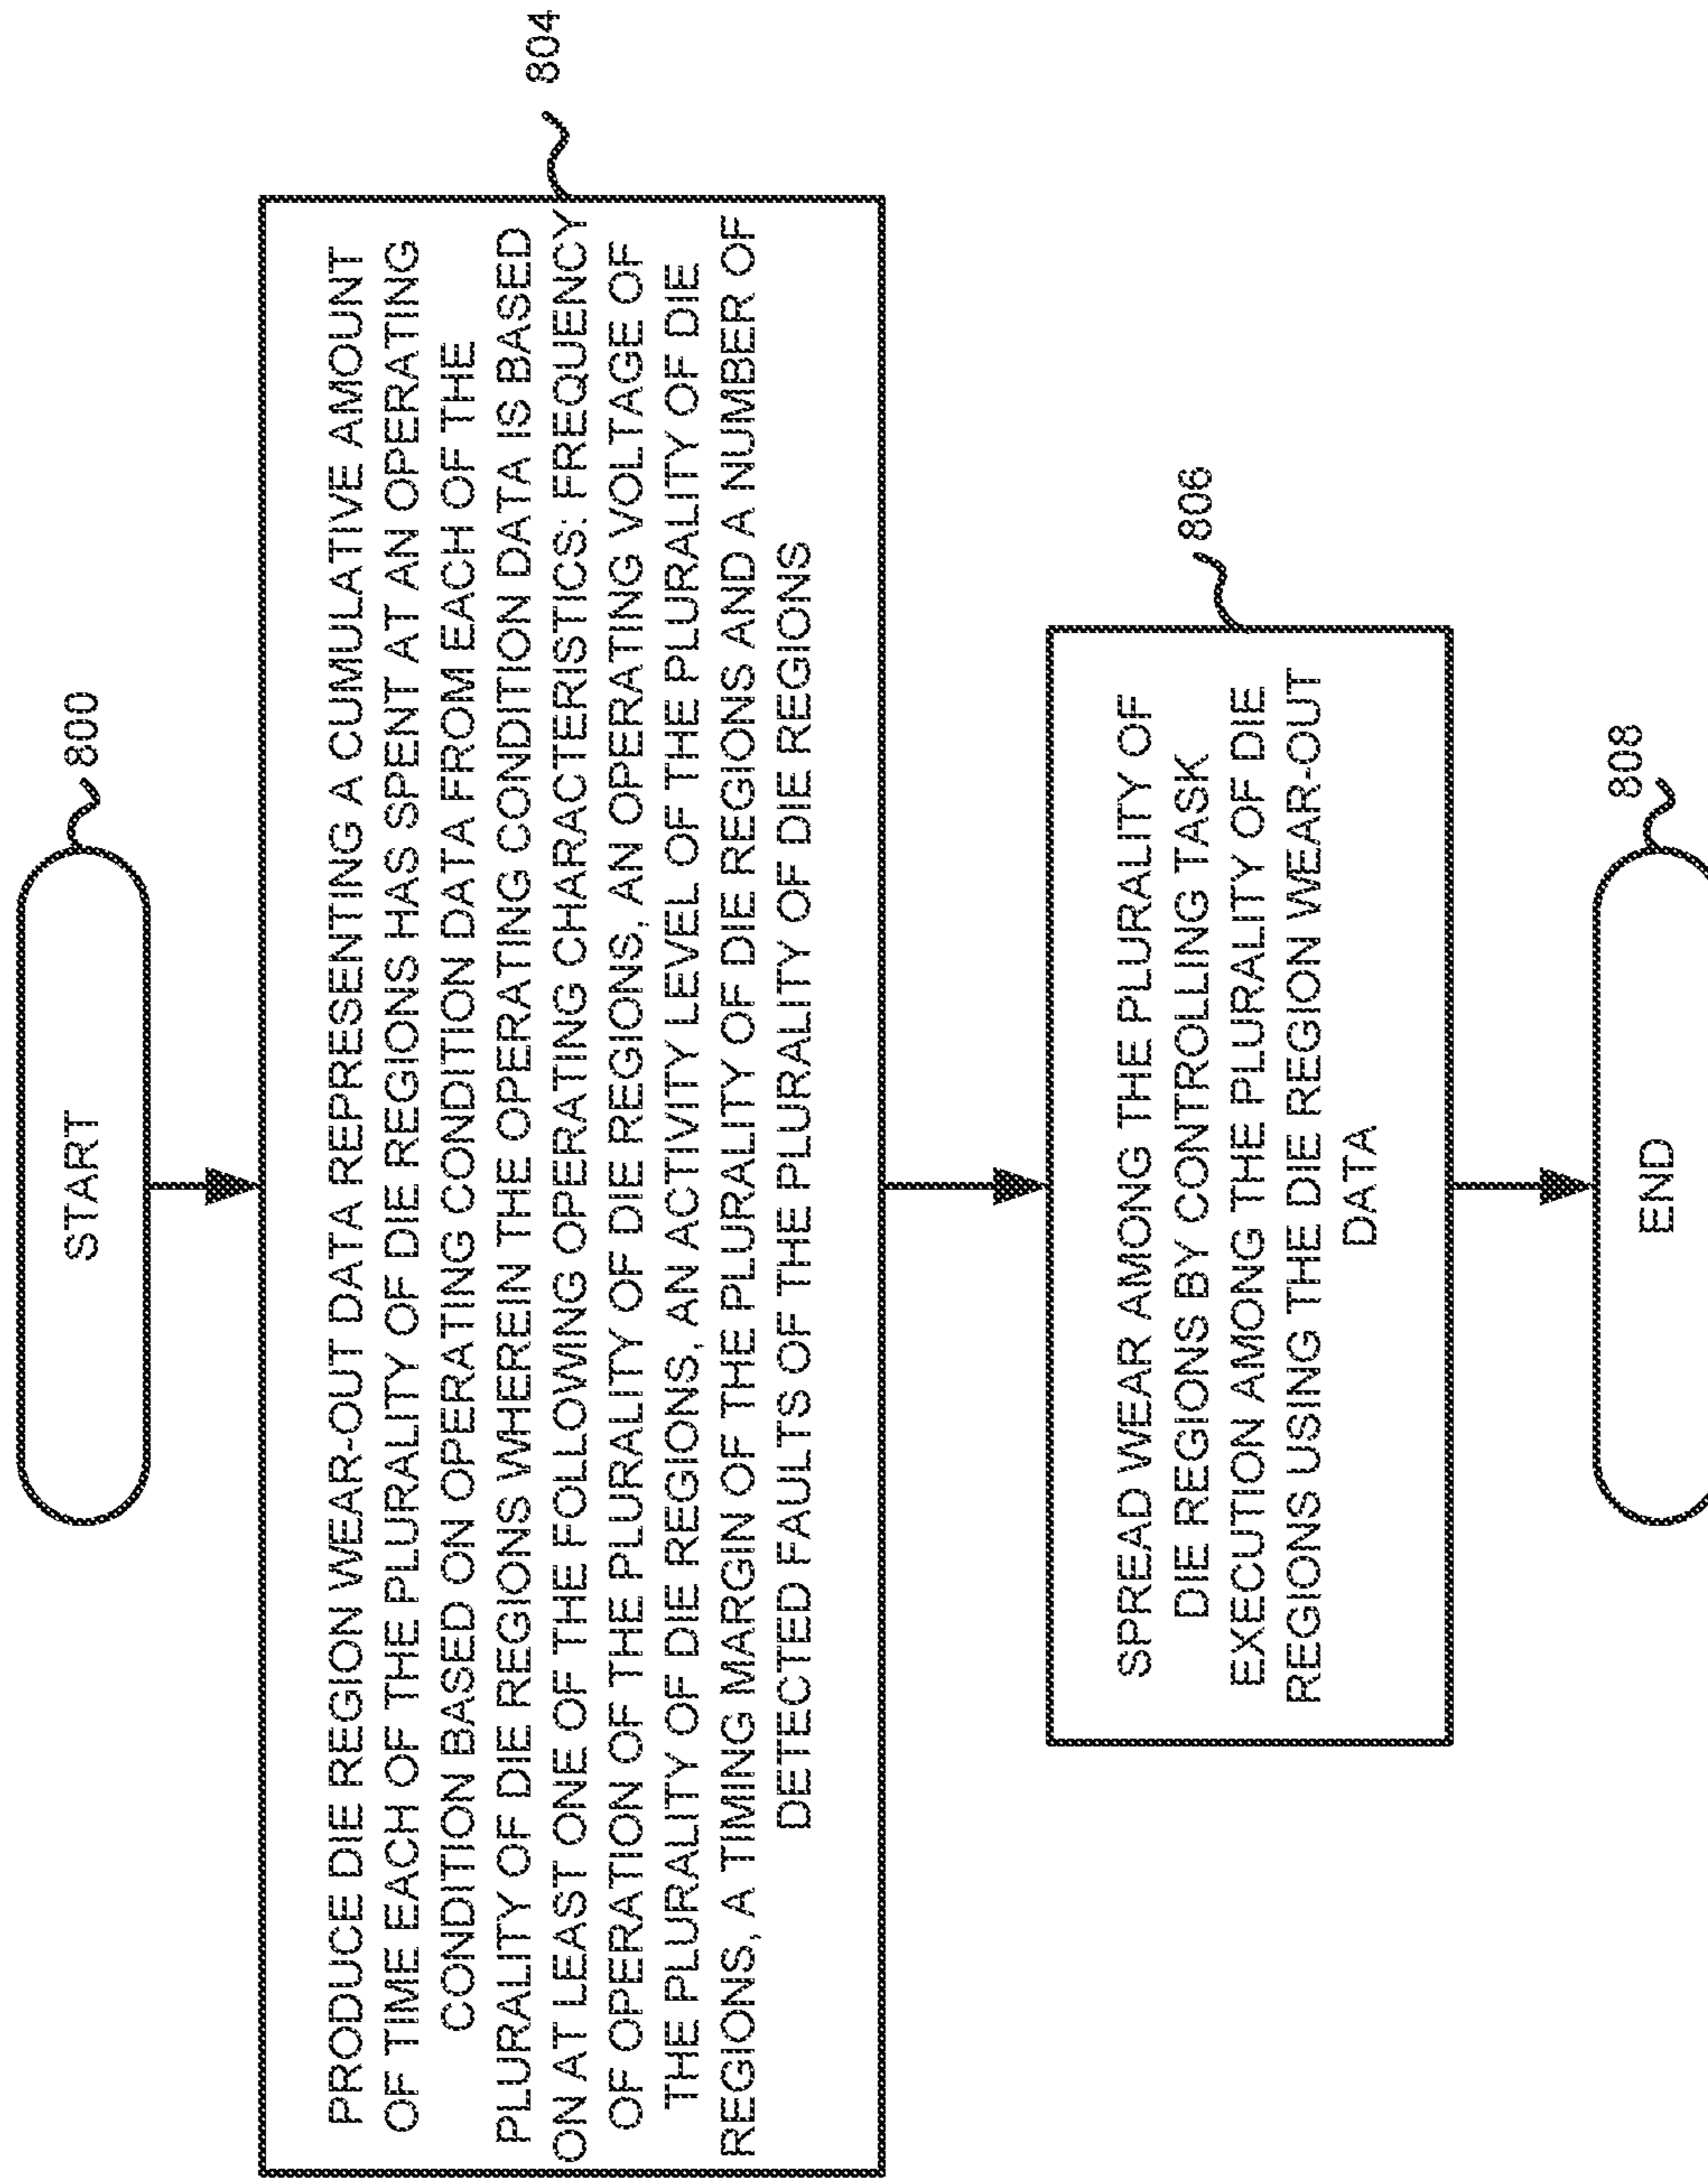 START
800
PRODUCE DIE REGION WEAR-OUT DATA REPRESENTING A CUMULATIVE AMOUNT
OF TIME EACH OF THE PLURALITY OF DIE REGIONS HAS SPENT AT AN OPERATING
CONDITION BASED ON OPERATING CONDITION DATA FROM EACH OF THE
PLURALITY OF DIE REGIONS WHEREIN THE OPERATING CONDITION DATA IS BASED
ON AT LEAST ONE OF THE FOLLOWING OPERATING CHARACTERISTICS: FREQUENCY
OF OPERATION OF THE PLURALITY OF DIE REGIONS, AN OPERATING VOLTAGE OF
THE PLURALITY OF DIE REGIONS, AN ACTIVITY LEVEL OF THE PLURALITY OF DIE
REGIONS, A TIMING MARGIN OF THE PLURALITY OF DIE REGIONS AND A NUMBER OF
DETECTED FAULTS OF THE PLURALITY OF DIE REGIONS
804
SPREAD WEAR AMONG THE PLURALITY OF
DIE REGIONS BY CONTROLLING TASK
EXECUTION AMONG THE PLURALITY OF DIE
REGIONS USING THE DIE REGION WEAR-OUT
DATA
806
END
808